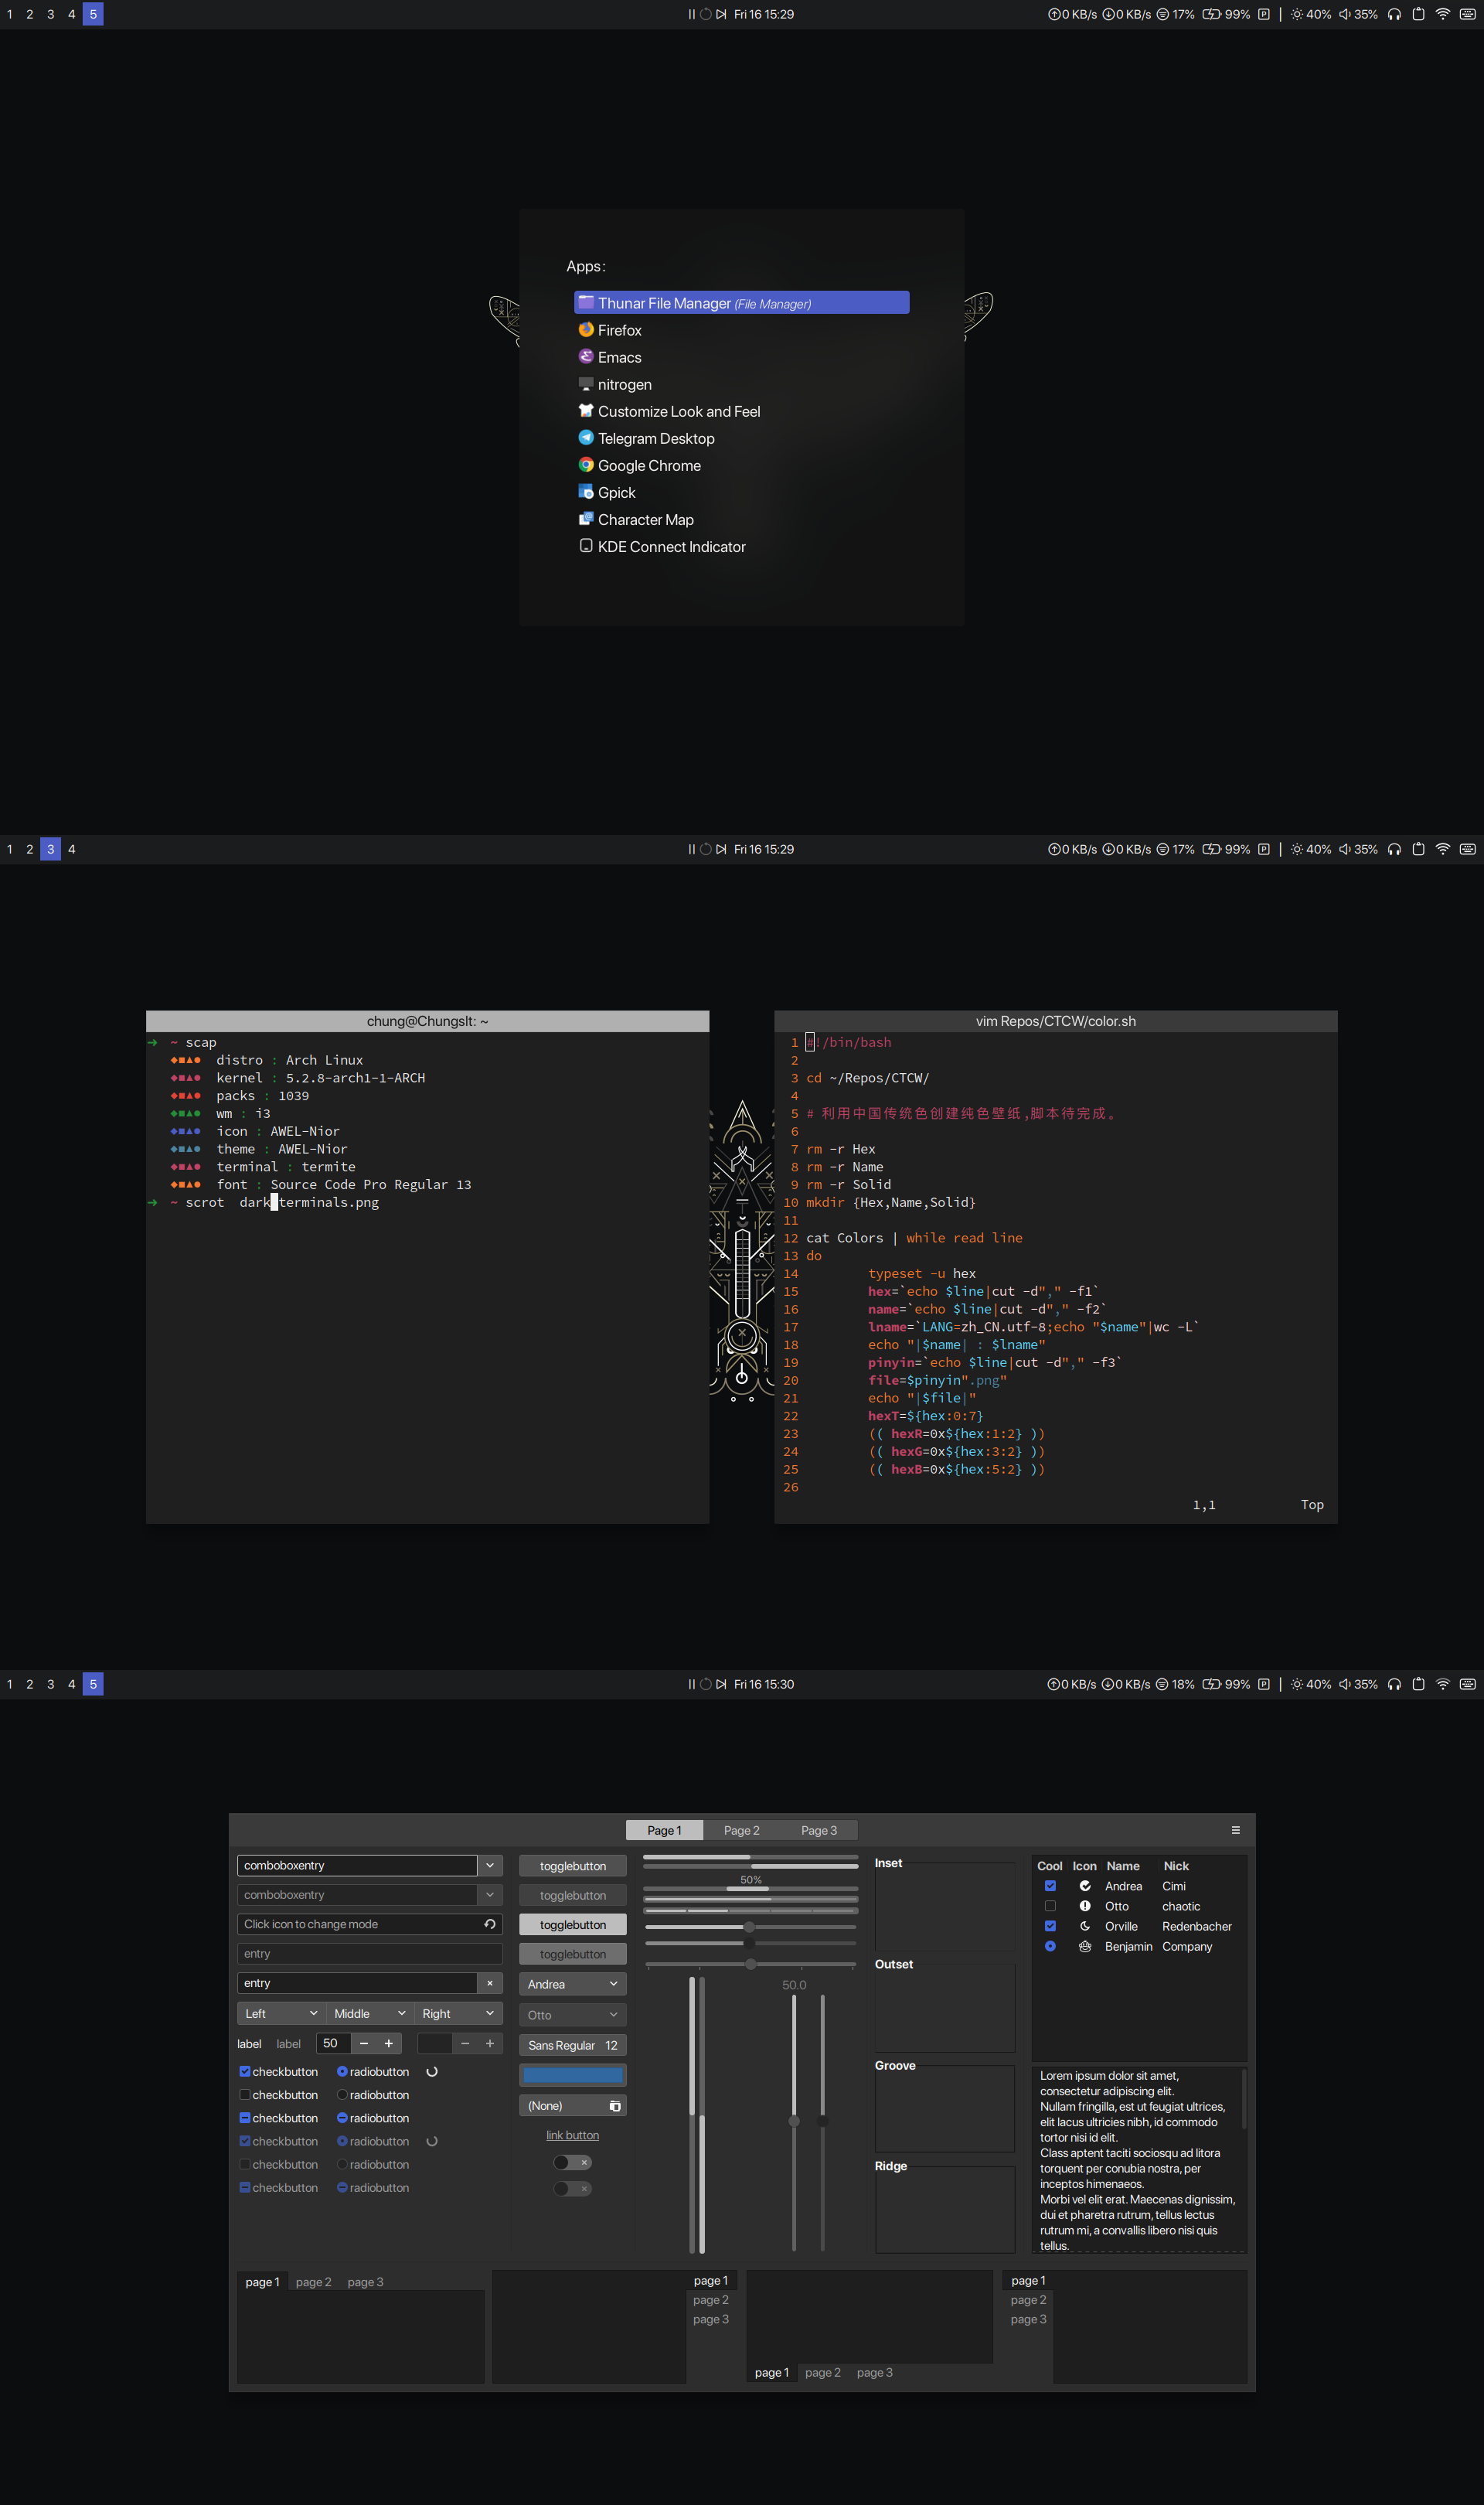 1 2 3 4 5
Fri 16 15:29
0 KB/s 0 KB/s 17% 99% P 40% 35%
Apps:
Thunar File Manager (File Manager)
Firefox
Emacs
nitrogen
Customize Look and Feel
Telegram Desktop
Google Chrome
Gpick
Character Map
KDE Connect Indicator
1 2 3 4
Fri 16 15:29
0 KB/s 0 KB/s 17% 99% P 40% 35%
chung@Chungslt: ~
➜ ~ scap
distro : Arch Linux
kernel : 5.2.8-arch1-1-ARCH
packs : 1039
wm : i3
icon : AWEL-Nior
theme : AWEL-Nior
terminal : termite
font : Source Code Pro Regular 13
➜ ~ scrot dark terminals.png
vim Repos/CTCW/color.sh
1 #!/bin/bash
2
3 cd ~/Repos/CTCW/
4
5 # 利用中国传统色创建纯色壁纸,脚本待完成。
6
7 rm -r Hex
8 rm -r Name
9 rm -r Solid
10 mkdir {Hex,Name,Solid}
11
12 cat Colors | while read line
13 do
14 typeset -u hex
15 hex=`echo $line|cut -d"," -f1`
16 name=`echo $line|cut -d"," -f2`
17 lname=`LANG=zh_CN.utf-8;echo "$name"|wc -L`
18 echo "|$name| : $lname"
19 pinyin=`echo $line|cut -d"," -f3`
20 file=$pinyin".png"
21 echo "|$file|"
22 hexT=${hex:0:7}
23 (( hexR=0x${hex:1:2} ))
24 (( hexG=0x${hex:3:2} ))
25 (( hexB=0x${hex:5:2} ))
26
1,1 Top
1 2 3 4 5
Fri 16 15:30
0 KB/s 0 KB/s 18% 99% P 40% 35%
Page 1 Page 2 Page 3
comboboxentry
comboboxentry
Click icon to change mode
entry
entry
Left Middle Right
label label 50
checkbutton radiobutton
checkbutton radiobutton
checkbutton radiobutton
checkbutton radiobutton
checkbutton radiobutton
checkbutton radiobutton
togglebutton
togglebutton
togglebutton
togglebutton
Andrea
Otto
Sans Regular 12
(None)
link button
50%
50.0
Inset
Outset
Groove
Ridge
Cool Icon Name Nick
Andrea Cimi
Otto chaotic
Orville Redenbacher
Benjamin Company
Lorem ipsum dolor sit amet,
consectetur adipiscing elit.
Nullam fringilla, est ut feugiat ultrices,
elit lacus ultricies nibh, id commodo
tortor nisi id elit.
Class aptent taciti sociosqu ad litora
torquent per conubia nostra, per
inceptos himenaeos.
Morbi vel elit erat. Maecenas dignissim,
dui et pharetra rutrum, tellus lectus
rutrum mi, a convallis libero nisi quis
tellus.
page 1 page 2 page 3
page 1
page 2
page 3
page 1 page 2 page 3
page 1
page 2
page 3